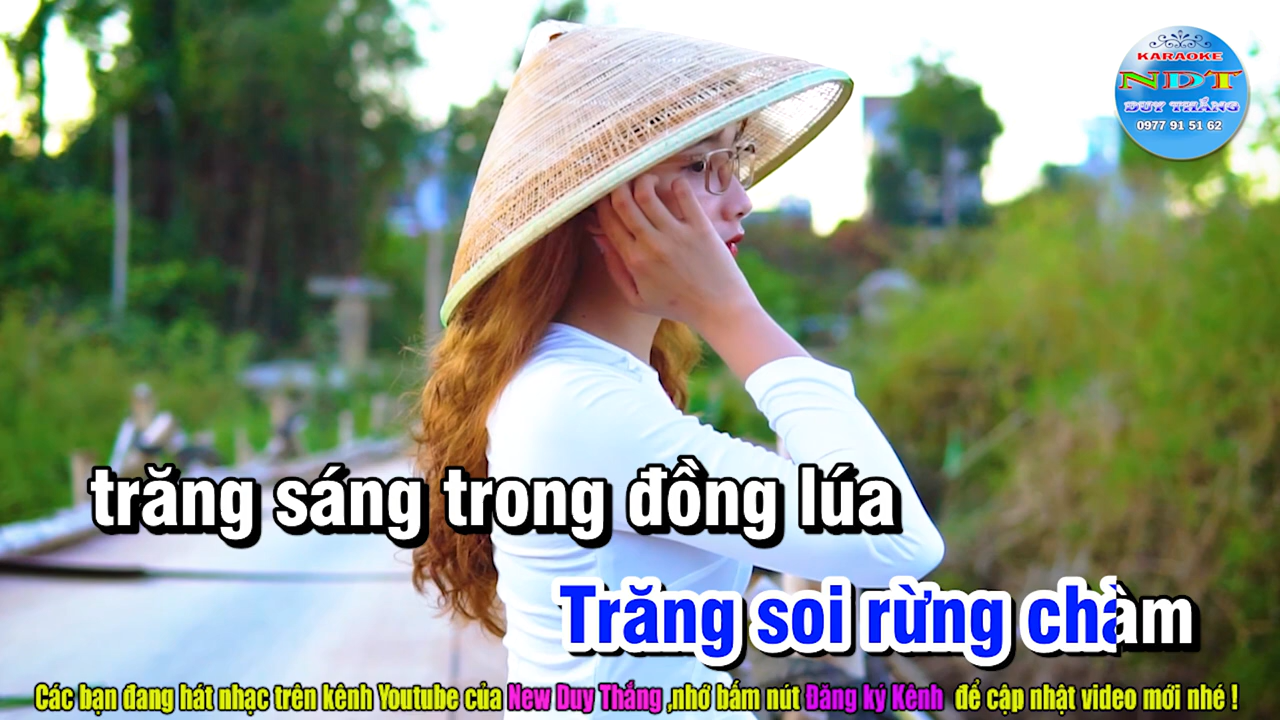 KARAOKE
NDT
DUY THẮNG
0977 91 51 62
trăng sáng trong đồng lúa
Trăng soi rừng chàm
Các bạn đang hát nhạc trên kênh Youtube của New Duy Thắng ,nhớ bấm nút Đăng ký Kênh để cập nhật video mới nhé !